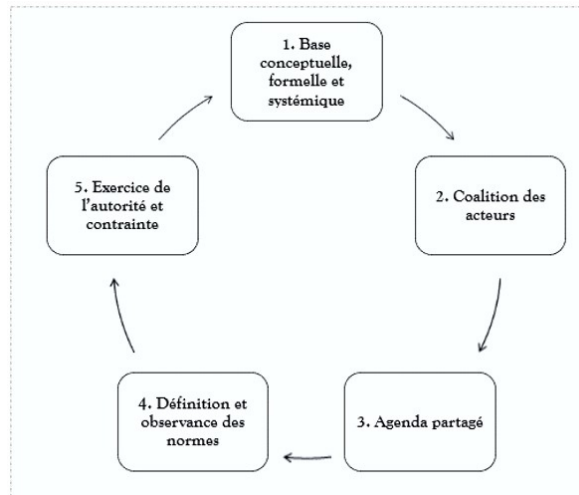 1. Base
conceptuelle,
formelle et
systémique
2. Coalition des
acteurs
3. Agenda partagé
4. Définition et
observance des
normes
5. Exercice de
l'autorité et
contrainte